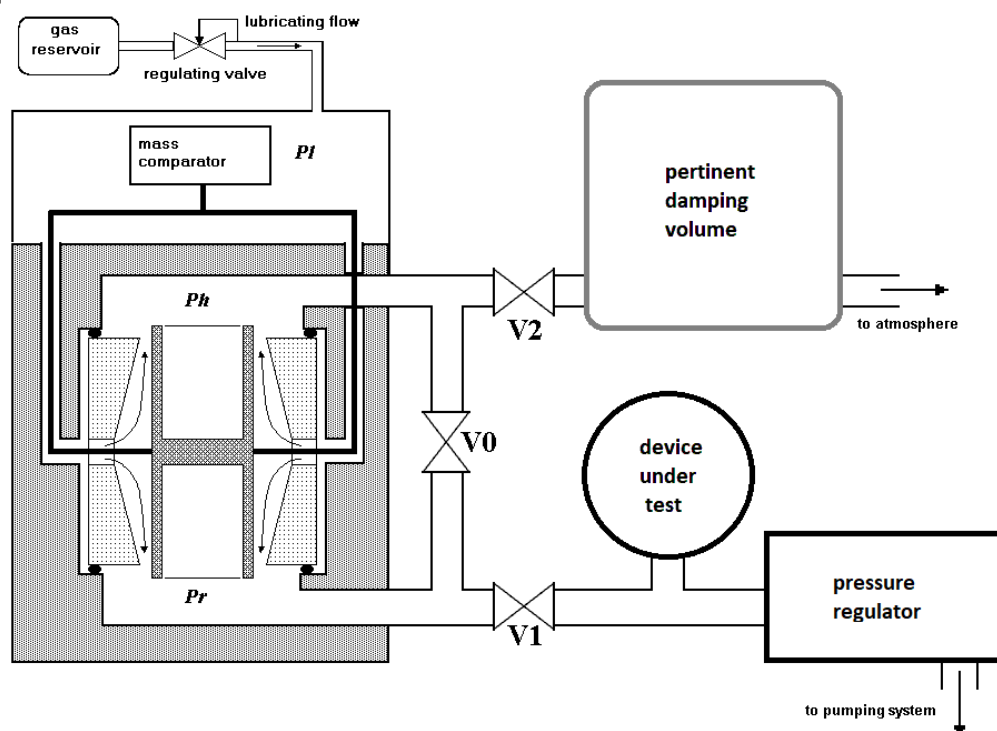 gas
reservoir
lubricating flow
regulating valve
mass
comparator
Pl
pertinent
damping
volume
Ph
V2
to atmosphere
V0
device
under
test
Pr
V1
pressure
regulator
to pumping system